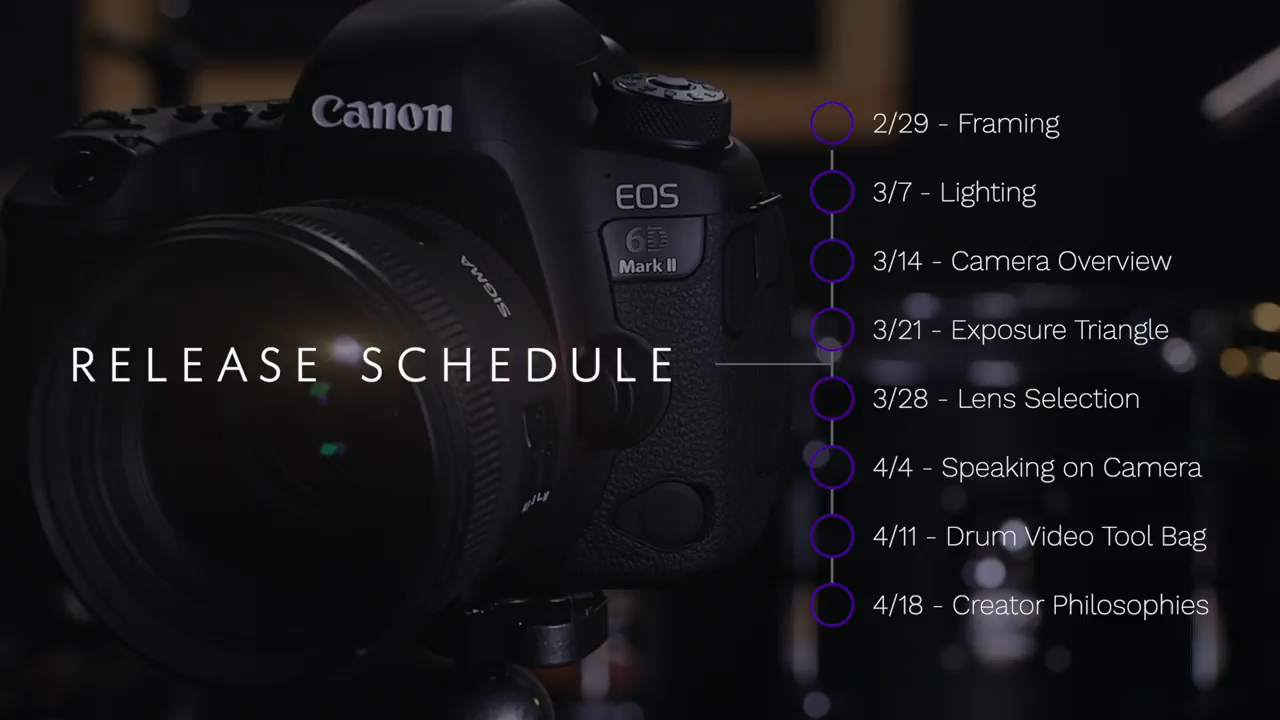 Canon
EOS
6D
Mark II
SIGMA
RELEASE SCHEDULE
2/29 - Framing
3/7 - Lighting
3/14 - Camera Overview
3/21 - Exposure Triangle
3/28 - Lens Selection
4/4 - Speaking on Camera
4/11 - Drum Video Tool Bag
4/18 - Creator Philosophies